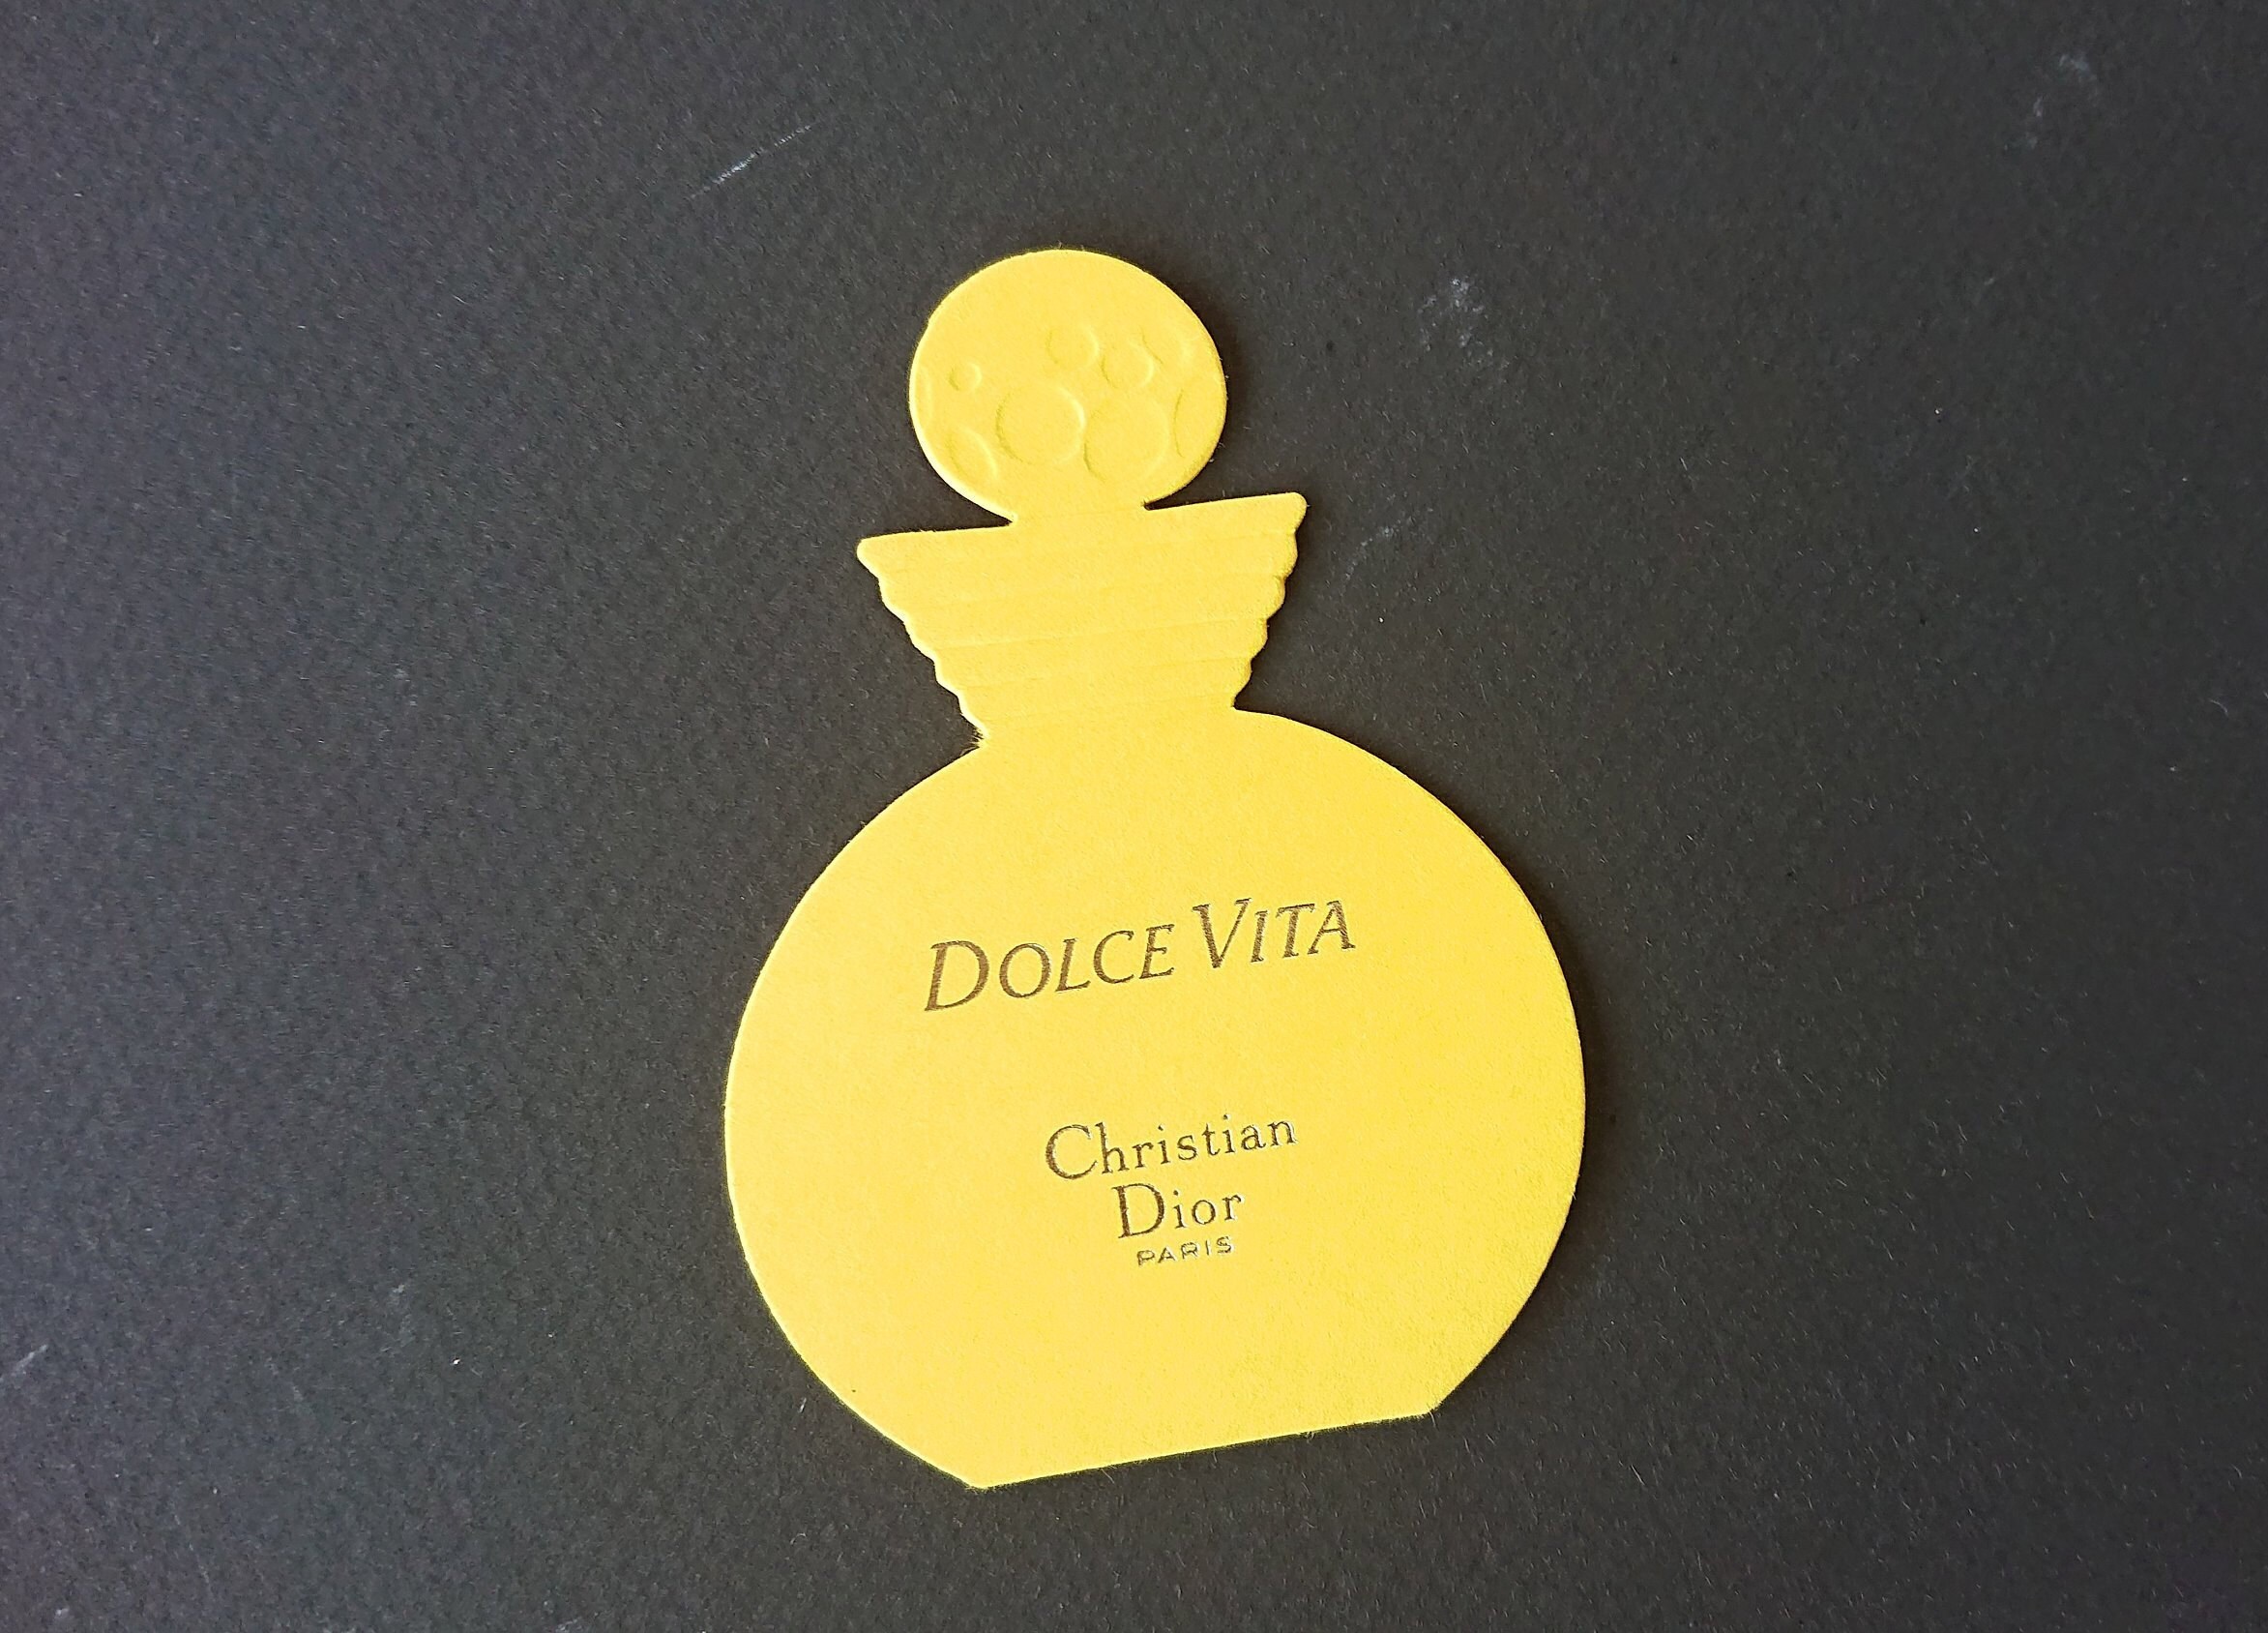 DOLCE VITA
Christian
Dior
PARIS